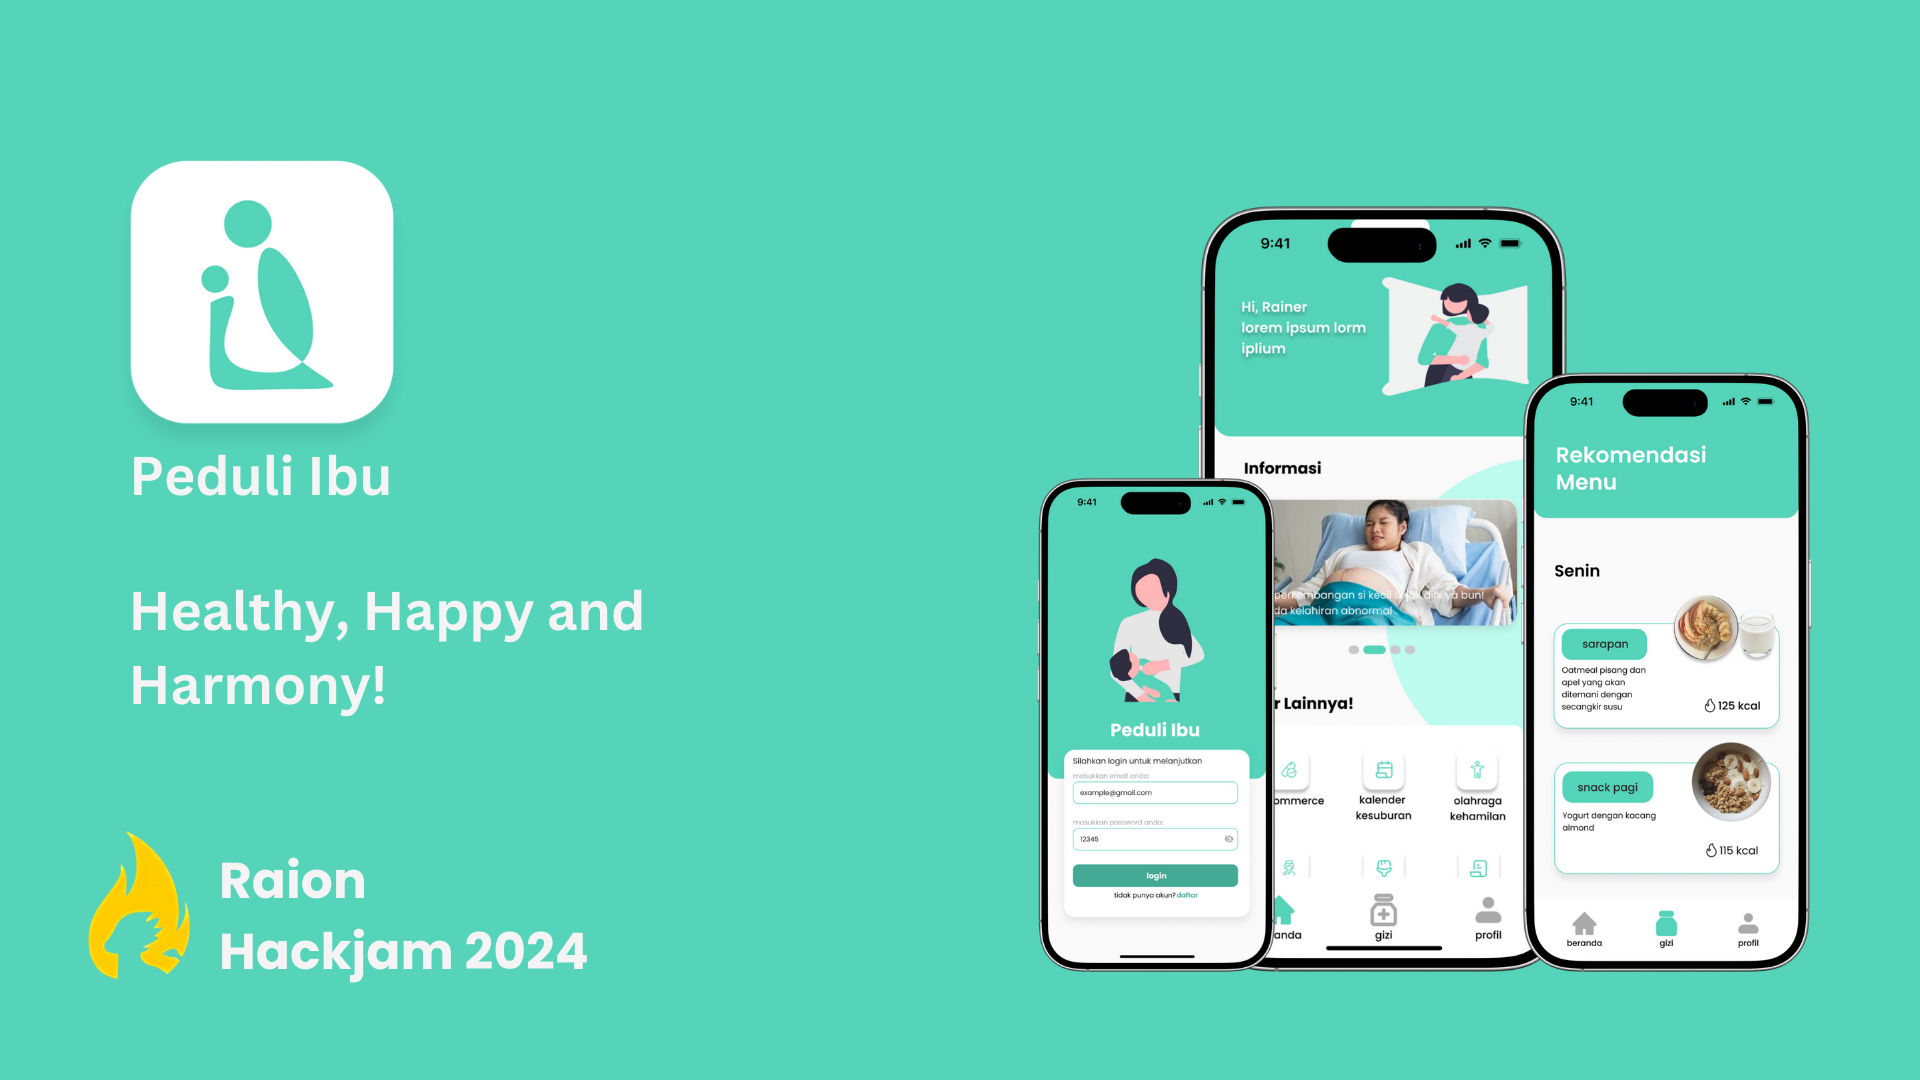 Peduli Ibu
Healthy, Happy and
Harmony!
Raion
Hackjam 2024
9:41
Peduli Ibu
Silahkan login untuk melanjutkan
masukkan email anda:
example@gmail.com
masukkan password anda:
12345
login
tidak punya akun? daftar
9:41
Hi, Rainer
lorem ipsum lorm
iplium
Informasi
perkembangan si kecil sejak dini ya bun!
da kelahiran abnormal
r Lainnya!
ommerce
kalender
kesuburan
olahraga
kehamilan
anda
gizi
profil
9:41
Rekomendasi
Menu
Senin
sarapan
Oatmeal pisang dan
apel yang akan
ditemani dengan
secangkir susu
125 kcal
snack pagi
Yogurt dengan kacang
almond
115 kcal
beranda
gizi
profil